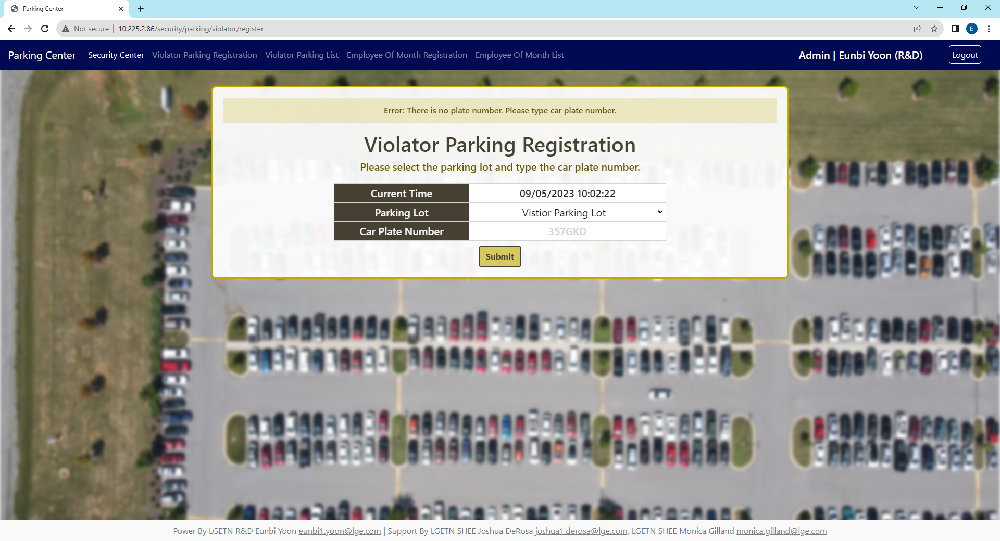 Parking Center
Not secure
10.225.2.86/security/parking/violator/register
E
Parking Center Security Center Violator Parking Registration Violator Parking List Employee Of Month Registration Employee Of Month List Admin | Eunbi Yoon (R&D) Logout
Error: There is no plate number. Please type car plate number.
Violator Parking Registration
Please select the parking lot and type the car plate number.
Current Time 09/05/2023 10:02:22
Parking Lot Vistior Parking Lot
Car Plate Number 357GKD
Submit
Power By LGETN R&D Eunbi Yoon eunbi1.yoon@lge.com | Support By LGETN SHEE Joshua DeRosa joshua1.derosa@lge.com, LGETN SHEE Monica Gilland monica.gilland@lge.com